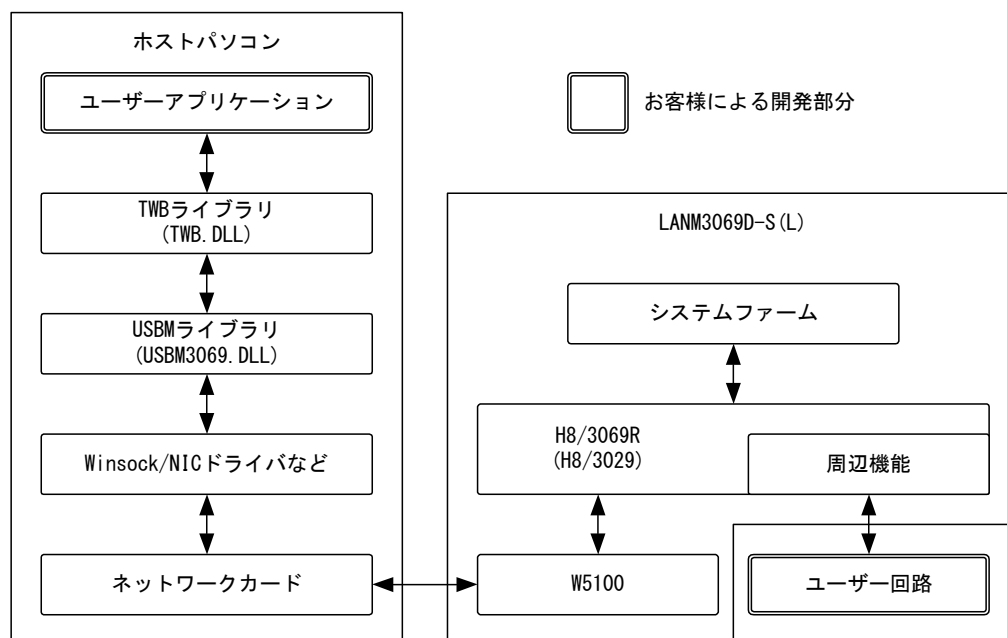 ホストパソコン
ユーザーアプリケーション
TWBライブラリ
(TWB.DLL)
USBMライブラリ
(USBM3069.DLL)
Winsock/NICドライバなど
ネットワークカード
お客様による開発部分
LANM3069D-S(L)
システムファーム
H8/3069R
(H8/3029)
周辺機能
W5100
ユーザー回路